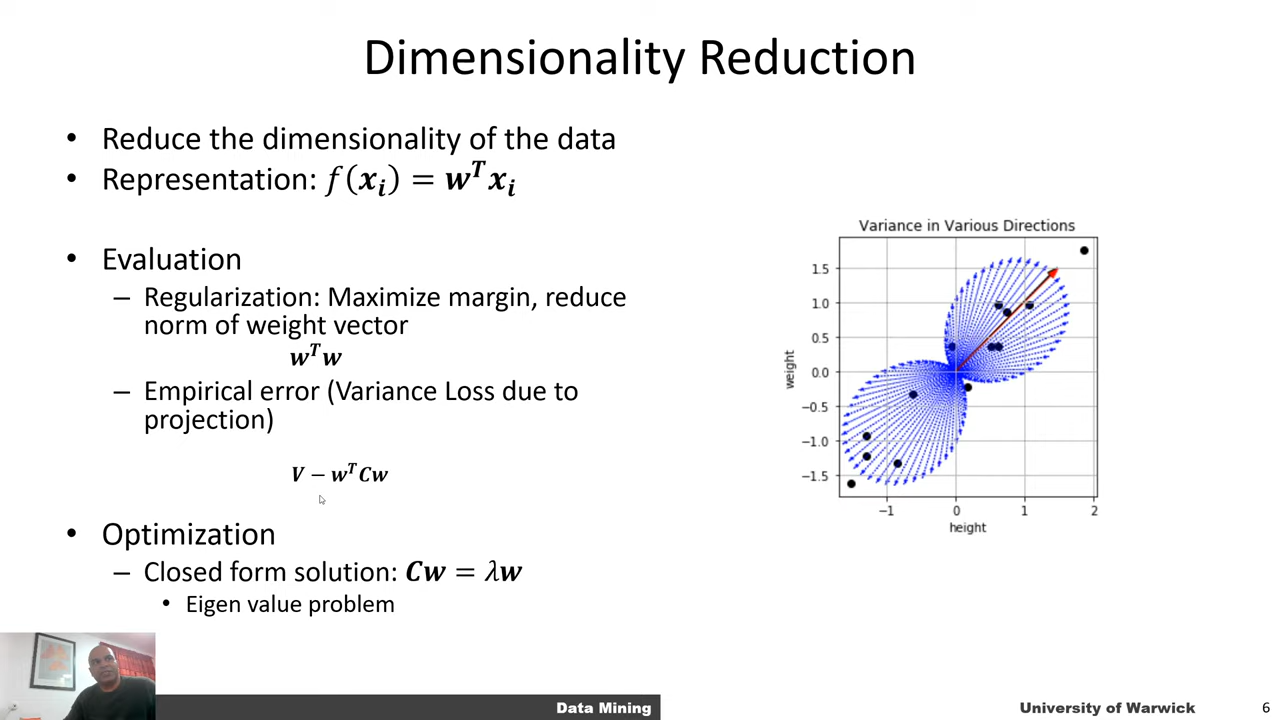 Dimensionality Reduction
• Reduce the dimensionality of the data
• Representation: f(xᵢ) = wᵀxᵢ
• Evaluation
– Regularization: Maximize margin, reduce
norm of weight vector
wᵀw
– Empirical error (Variance Loss due to
projection)
V − wᵀCw
• Optimization
– Closed form solution: Cw = λw
• Eigen value problem
Variance in Various Directions
1.5
1.0
0.5
0.0
−0.5
−1.0
−1.5
weight
−1 0 1 2
height
Data Mining
University of Warwick 6